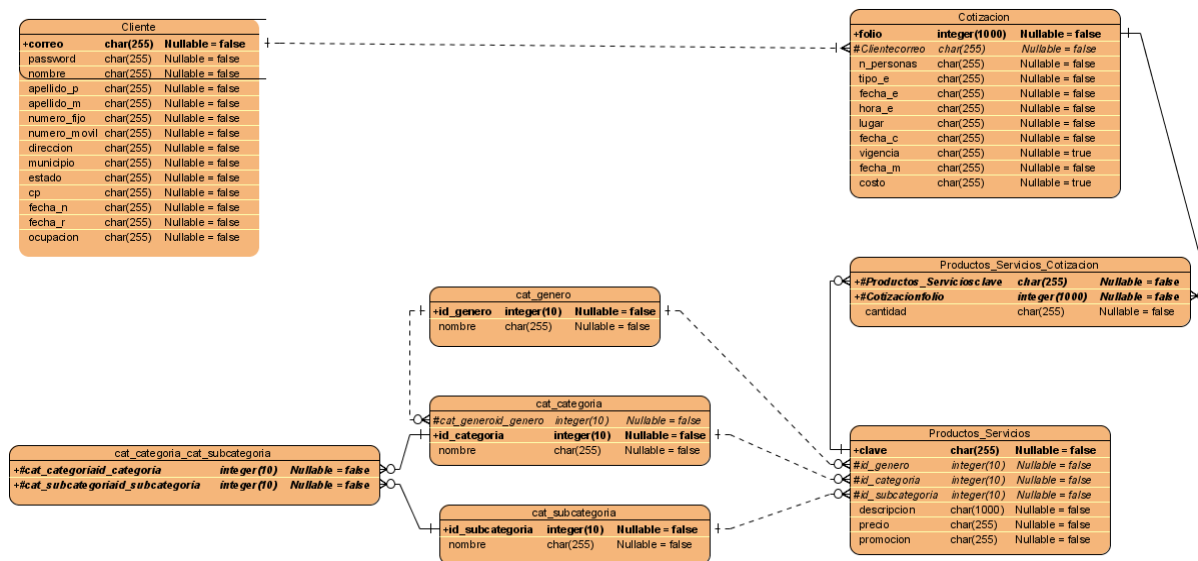 Cliente
+correo char(255) Nullable = false
password char(255) Nullable = false
nombre char(255) Nullable = false
apellido_p char(255) Nullable = false
apellido_m char(255) Nullable = false
numero_fijo char(255) Nullable = false
numero_movil char(255) Nullable = false
direccion char(255) Nullable = false
municipio char(255) Nullable = false
estado char(255) Nullable = false
cp char(255) Nullable = false
fecha_n char(255) Nullable = false
fecha_r char(255) Nullable = false
ocupacion char(255) Nullable = false
Cotizacion
+folio integer(1000) Nullable = false
#Clientecorreo char(255) Nullable = false
n_personas char(255) Nullable = false
tipo_e char(255) Nullable = false
fecha_e char(255) Nullable = false
hora_e char(255) Nullable = false
lugar char(255) Nullable = false
fecha_c char(255) Nullable = false
vigencia char(255) Nullable = true
fecha_m char(255) Nullable = false
costo char(255) Nullable = true
Productos_Servicios_Cotizacion
+#Productos_Serviciosclave char(255) Nullable = false
+#Cotizacionfolio integer(1000) Nullable = false
cantidad char(255) Nullable = false
cat_genero
+id_genero integer(10) Nullable = false
nombre char(255) Nullable = false
cat_categoria
#cat_generoid_genero integer(10) Nullable = false
+id_categoria integer(10) Nullable = false
nombre char(255) Nullable = false
cat_categoria_cat_subcategoria
+#cat_categoriaid_categoria integer(10) Nullable = false
+#cat_subcategoriaid_subcategoria integer(10) Nullable = false
cat_subcategoria
+id_subcategoria integer(10) Nullable = false
nombre char(255) Nullable = false
Productos_Servicios
+clave char(255) Nullable = false
#id_genero integer(10) Nullable = false
#id_categoria integer(10) Nullable = false
#id_subcategoria integer(10) Nullable = false
descripcion char(1000) Nullable = false
precio char(255) Nullable = false
promocion char(255) Nullable = false